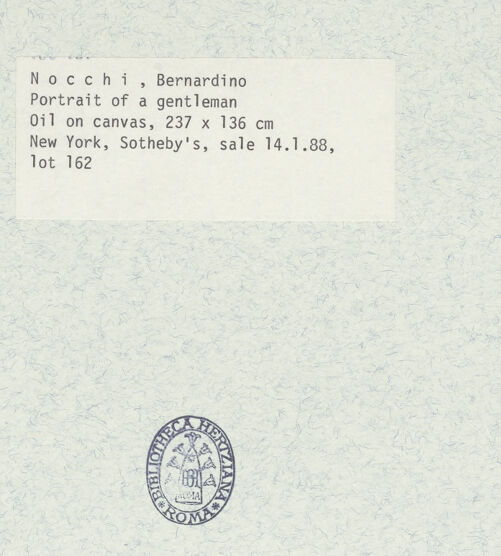 N o c c h i , Bernardino
Portrait of a gentleman
Oil on canvas, 237 x 136 cm
New York, Sotheby's, sale 14.1.88,
lot 162
BIBLIOTHECA HERTZIANA
* ROMA *
ROMA